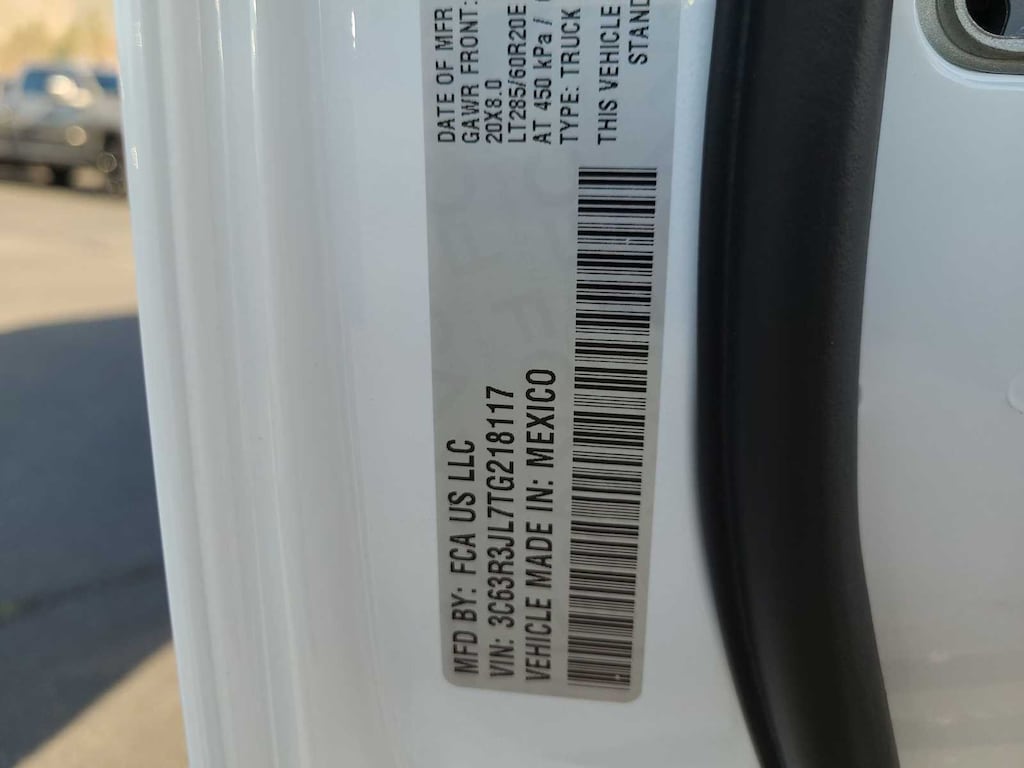 MFD BY: FCA US LLC
VIN: 3C63R3JL7TG218117
VEHICLE MADE IN: MEXICO
DATE OF MFR
GAWR FRONT:
20X8.0
LT285/60R20E
AT 450 kPa / 
TYPE: TRUCK
THIS VEHICLE
STAND